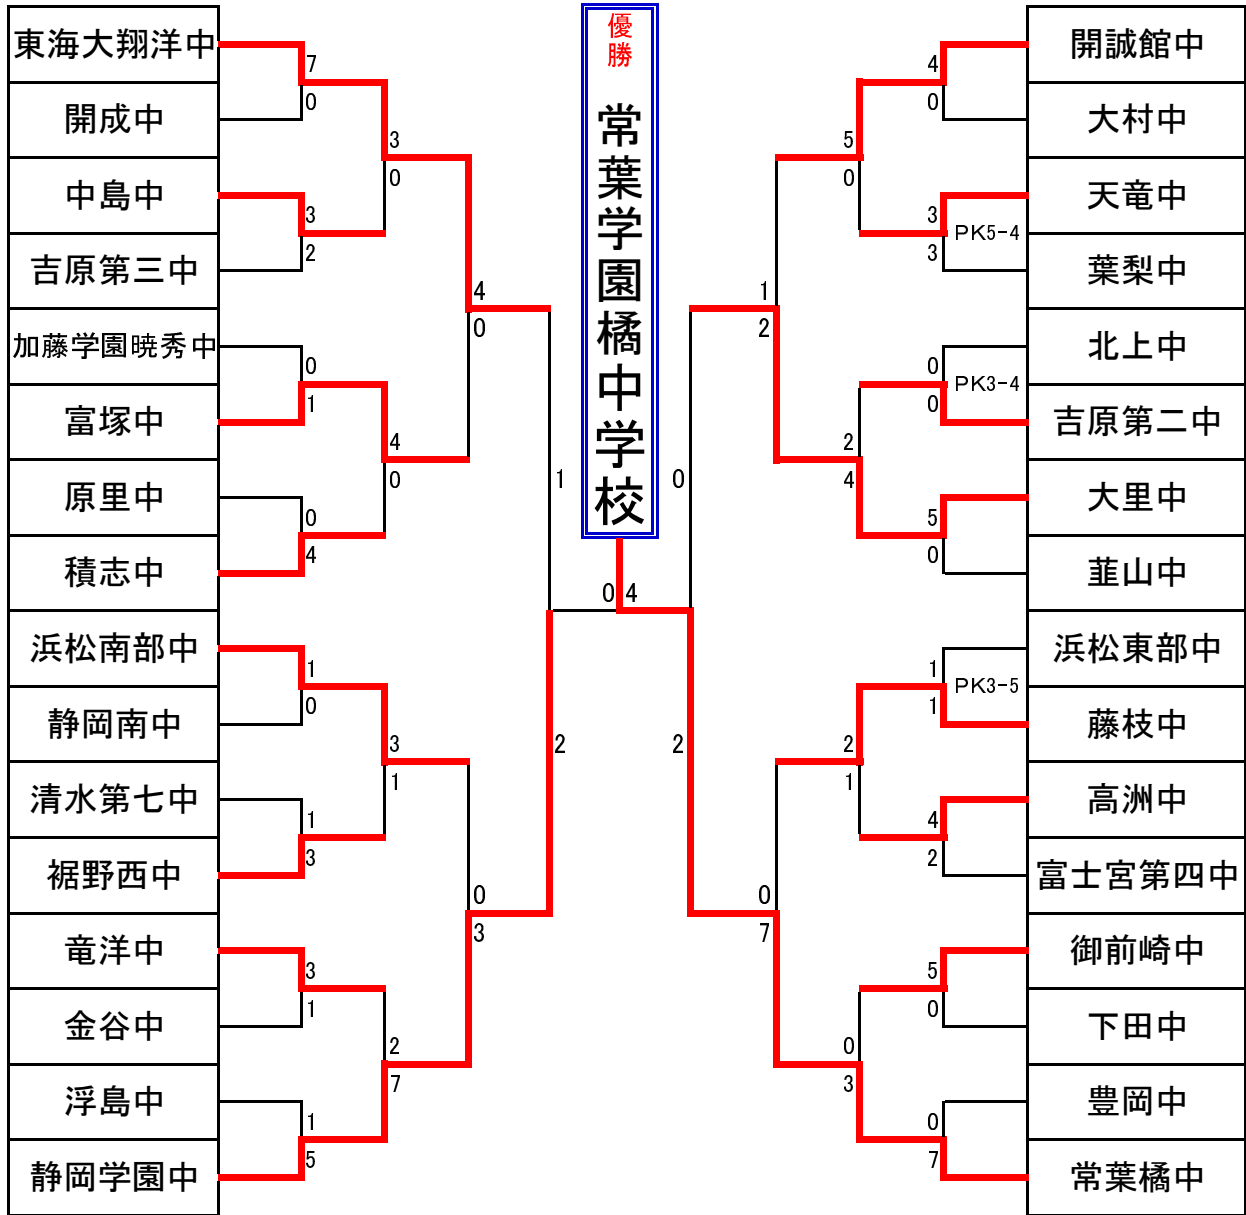 東海大翔洋中
開成中
中島中
吉原第三中
加藤学園暁秀中
富塚中
原里中
積志中
浜松南部中
静岡南中
清水第七中
裾野西中
竜洋中
金谷中
浮島中
静岡学園中
7
0
3
2
0
1
0
4
1
0
1
3
3
1
1
5
3
0
4
0
3
1
2
7
4
0
0
3
1
2
優勝
常葉学園橘中学校
0 4
0
2
1
2
0
7
5
0
2
4
2
1
0
3
4
0
3
PK5-4
3
0
PK3-4
0
5
0
1
PK3-5
1
4
2
5
0
0
7
開誠館中
大村中
天竜中
葉梨中
北上中
吉原第二中
大里中
韮山中
浜松東部中
藤枝中
高洲中
富士宮第四中
御前崎中
下田中
豊岡中
常葉橘中